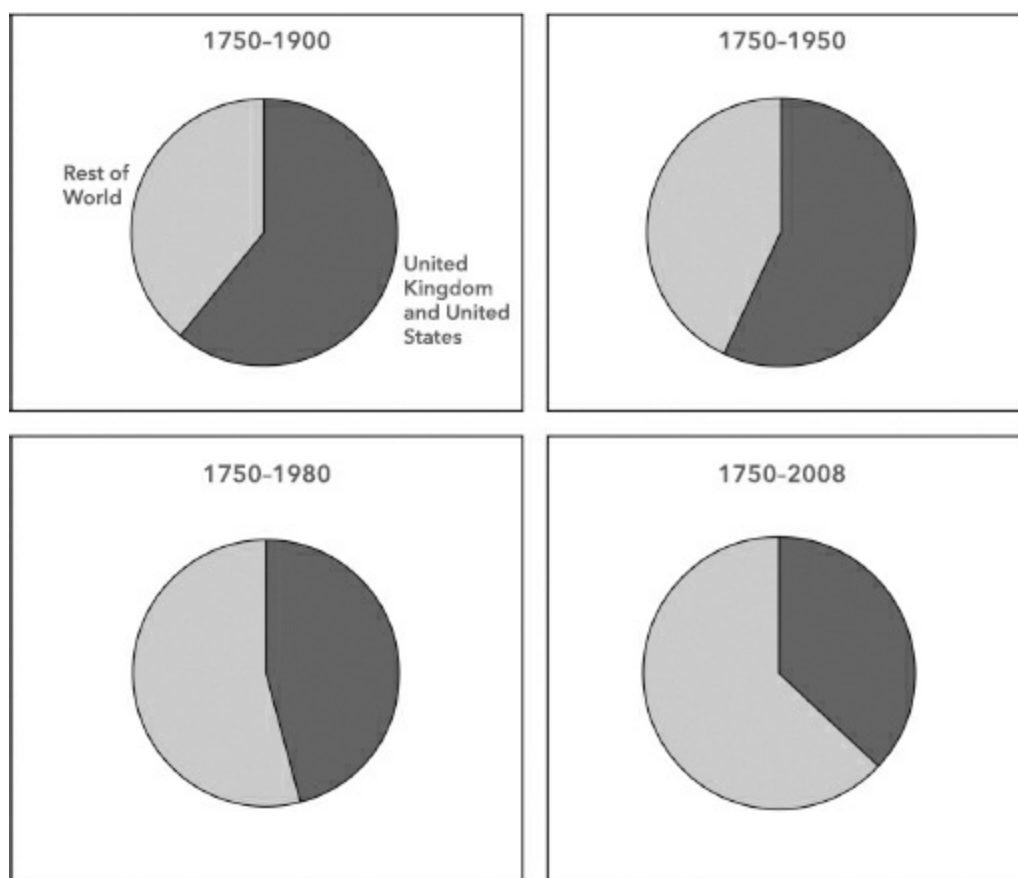 1750–1900
Rest of
World
United
Kingdom
and United
States
1750–1950
1750–1980
1750–2008